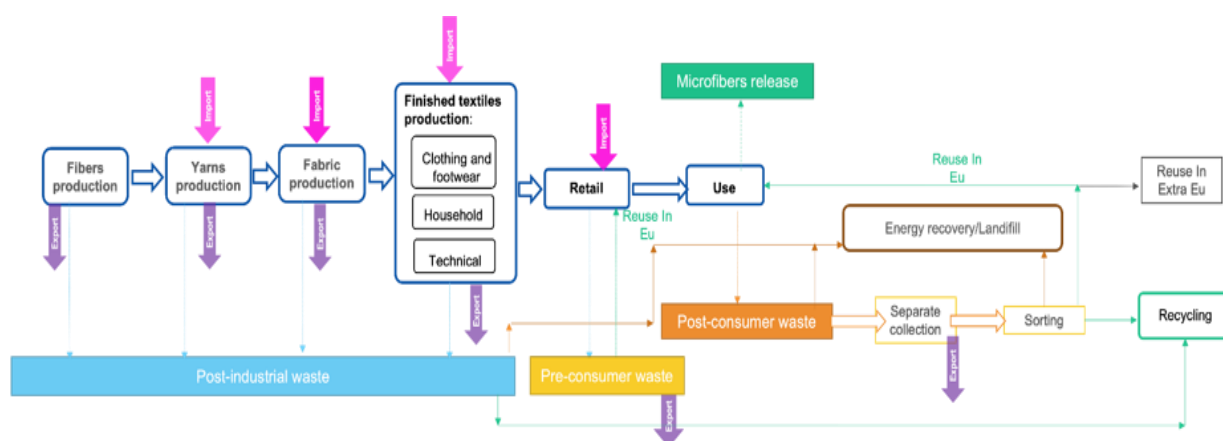 Import
Import
Import
Import
Microfibers release
Finished textiles
production:
Clothing and
footwear
Household
Technical
Fibers
production
Yarns
production
Fabric
production
Retail
Use
Reuse In
Eu
Reuse In
Extra Eu
Reuse In
Eu
Energy recovery/Landfill
Export
Export
Export
Export
Post-consumer waste
Separate
collection
Sorting
Recycling
Export
Post-industrial waste
Pre-consumer waste
Export